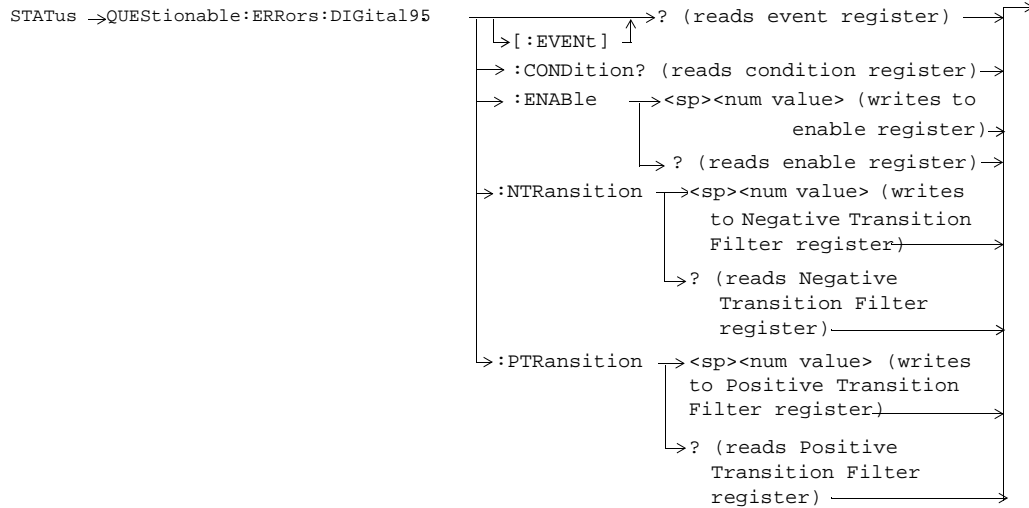 STATus QUEStionable:ERRors:DIGital95 ? (reads event register)
[:EVENt]
:CONDition? (reads condition register)
:ENABle <sp><num value> (writes to
enable register)
? (reads enable register)
:NTRansition <sp><num value> (writes
to Negative Transition
Filter register)
? (reads Negative
Transition Filter
register)
:PTRansition <sp><num value> (writes
to Positive Transition
Filter register)
? (reads Positive
Transition Filter
register)